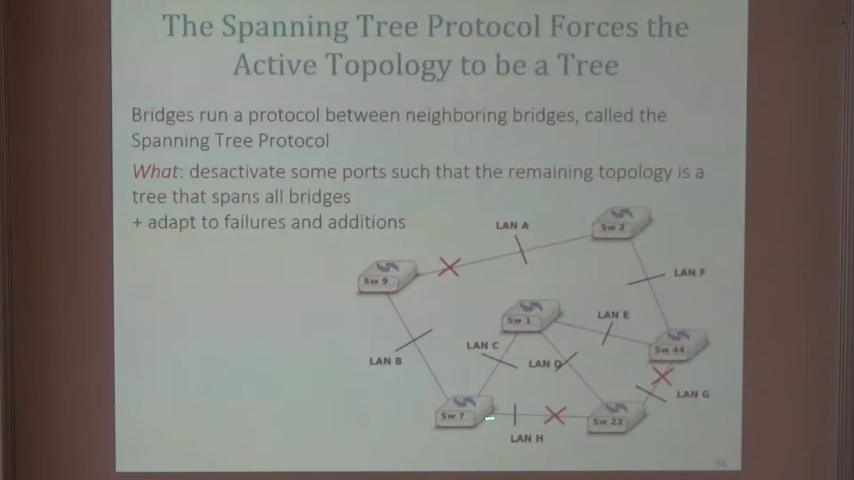 The Spanning Tree Protocol Forces the
Active Topology to be a Tree
Bridges run a protocol between neighboring bridges, called the
Spanning Tree Protocol
What: desactivate some ports such that the remaining topology is a
tree that spans all bridges
+ adapt to failures and additions
LAN A
Sw 2
Sw 9
LAN F
Sw 1
LAN E
LAN C
Sw 44
LAN B
LAN D
LAN G
Sw 7
Sw 22
LAN H
36